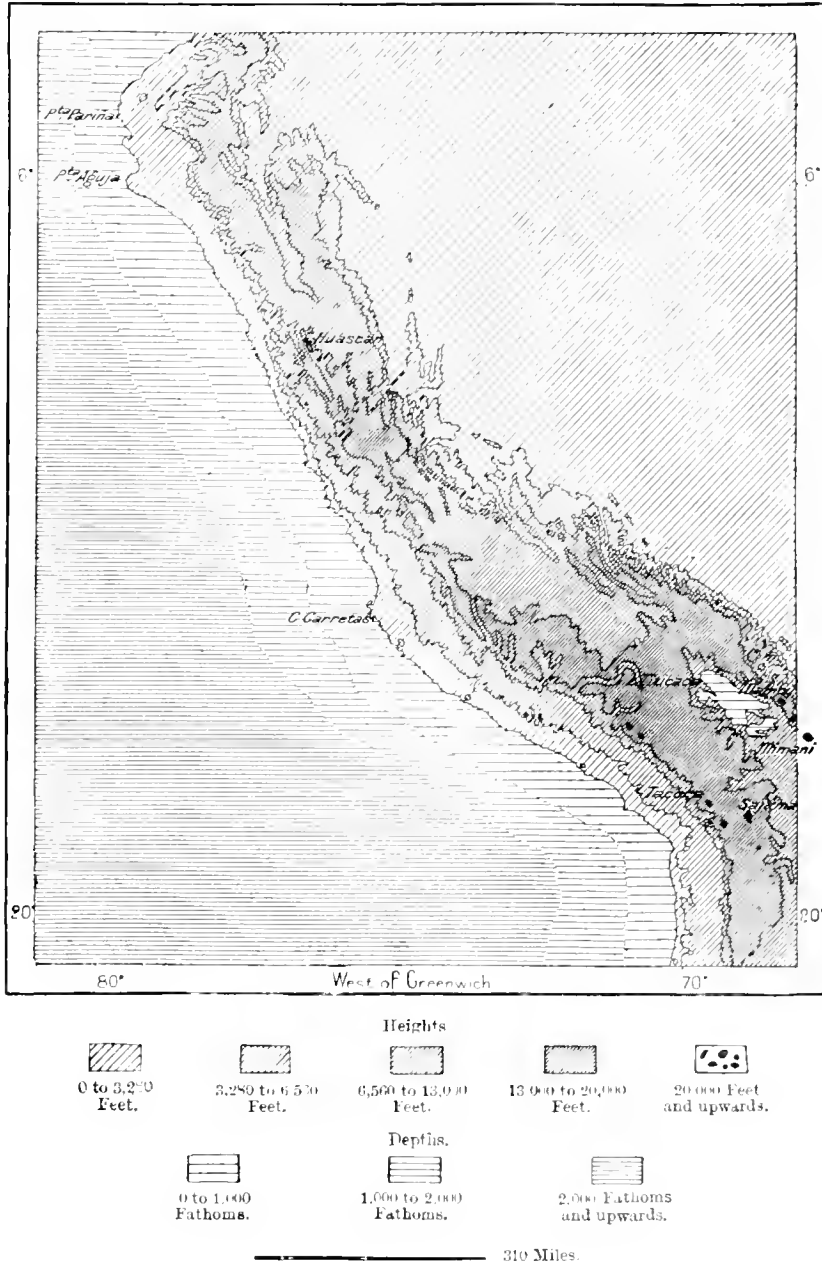 Pta Pariña
6°
6°
Pta Aguja
Huascan
C Carretas
L. Titicaca
Illimani
Tacora
Sajama
20°
20°
80°
West of Greenwich
70°
Heights
0 to 3,280
Feet.
3,280 to 6,560
Feet.
6,560 to 13,000
Feet.
13,000 to 20,000
Feet.
20,000 Feet
and upwards.
Depths.
0 to 1,000
Fathoms.
1,000 to 2,000
Fathoms.
2,000 Fathoms
and upwards.
310 Miles.